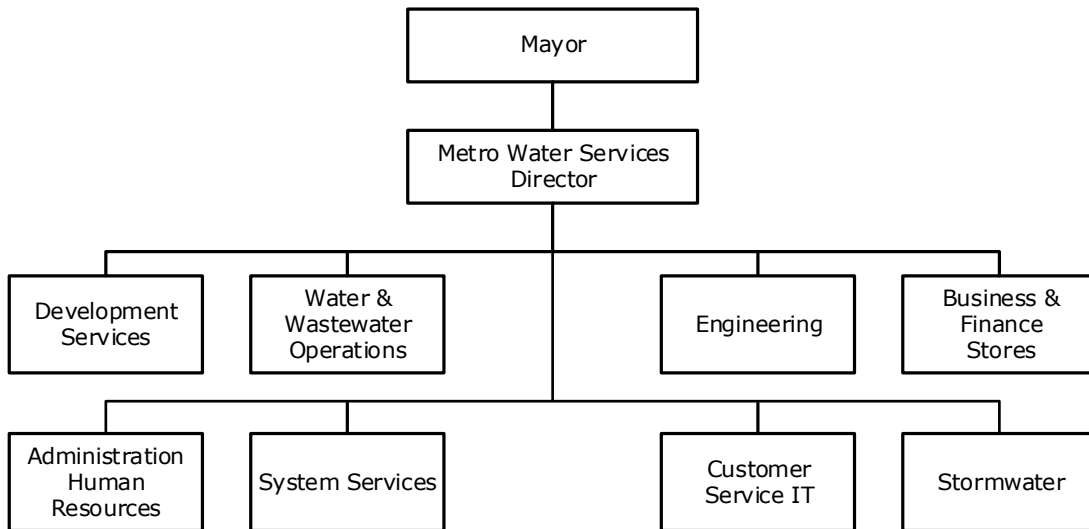 Mayor
Metro Water Services
Director
Development
Services
Water &
Wastewater
Operations
Engineering
Business &
Finance
Stores
Administration
Human
Resources
System Services
Customer
Service IT
Stormwater